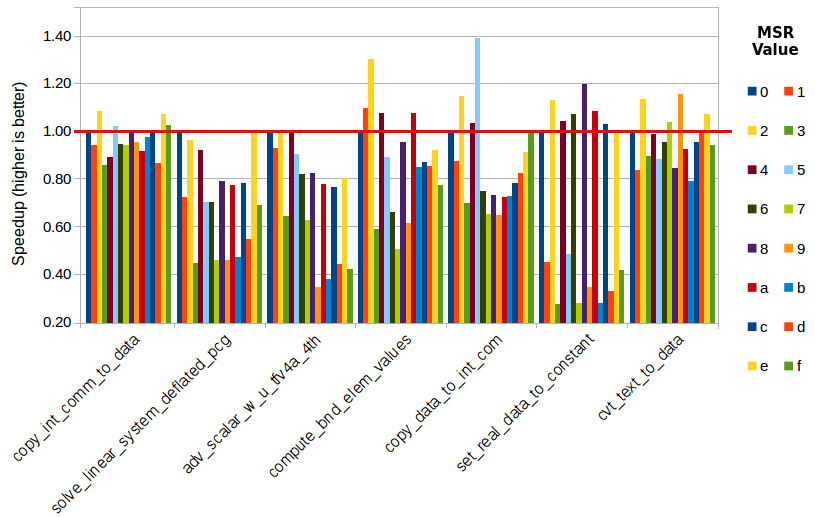 Speedup (higher is better)
1.40
1.20
1.00
0.80
0.60
0.40
0.20
copy_int_comm_to_data
solve_linear_system_deflated_pcg
adv_scalar_w_u_tfv4a_4th
compute_bnd_elem_values
copy_data_to_int_com
set_real_data_to_constant
cvt_text_to_data
MSR
Value
0 1
2 3
4 5
6 7
8 9
a b
c d
e f